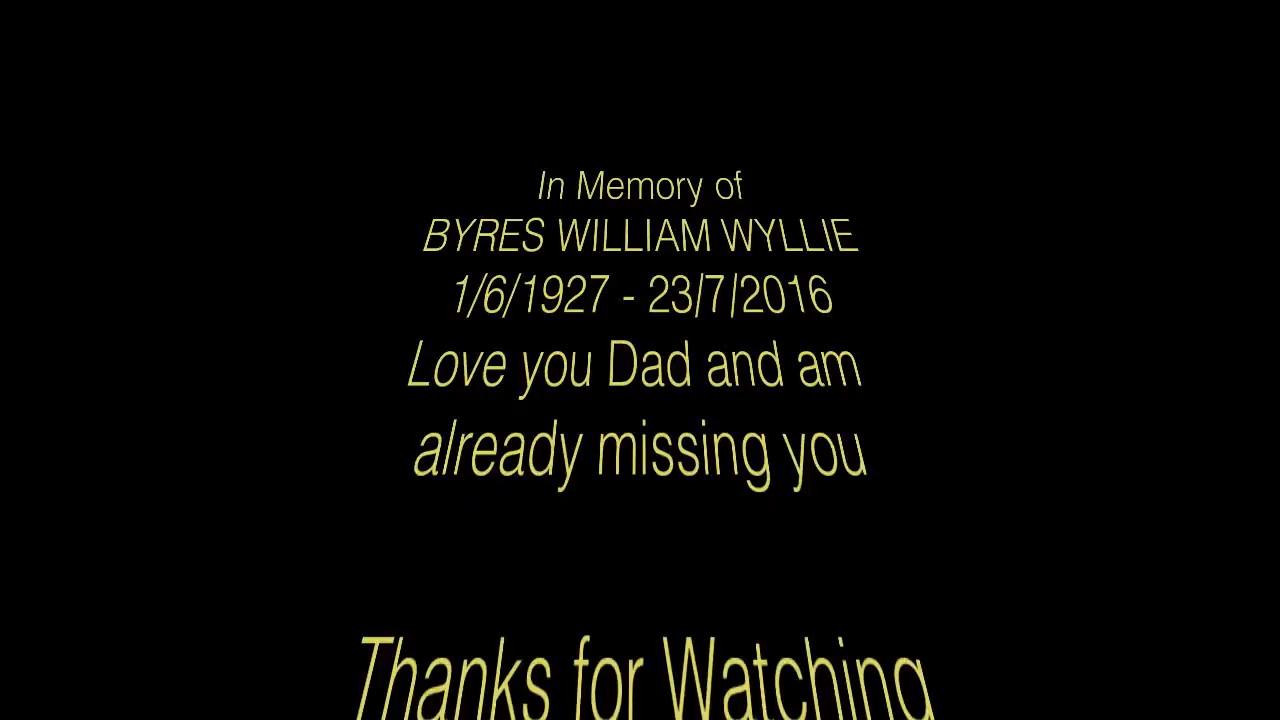 In Memory of
BYRES WILLIAM WYLLIE
1/6/1927 - 23/7/2016
Love you Dad and am
already missing you
Thanks for Watching